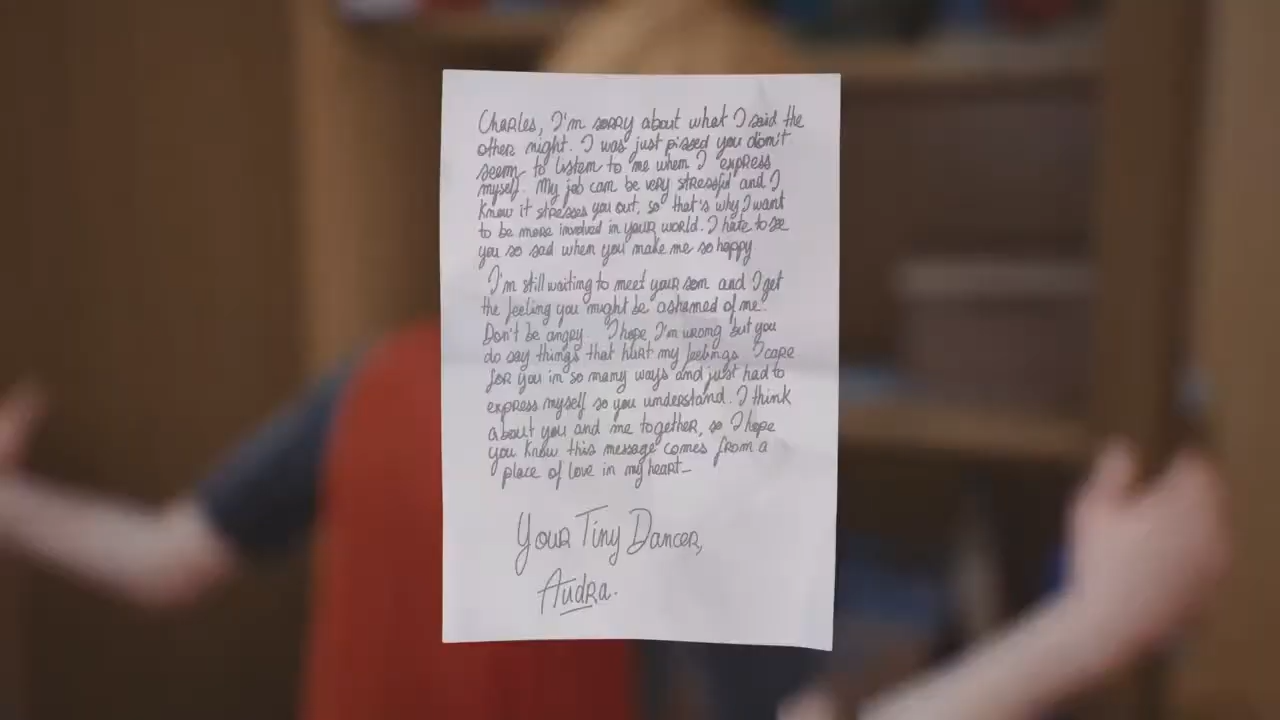 Charles, I'm sorry about what I said the
other night. I was just pissed you didn't
seem to listen to me when I express
myself. My job can be very stressful and I
know it stresses you out, so that's why I want
to be more involved in your world. I hate to see
you so sad when you make me so happy
I'm still waiting to meet your son and I get
the feeling you might be ashamed of me.
Don't be angry I hope I'm wrong but you
do say things that hurt my feelings I care
for you in so many ways and just had to
express myself so you understand. I think
about you and me together, so I hope
you know this message comes from a
place of love in my heart_
Your Tiny Dancer,
Audra.